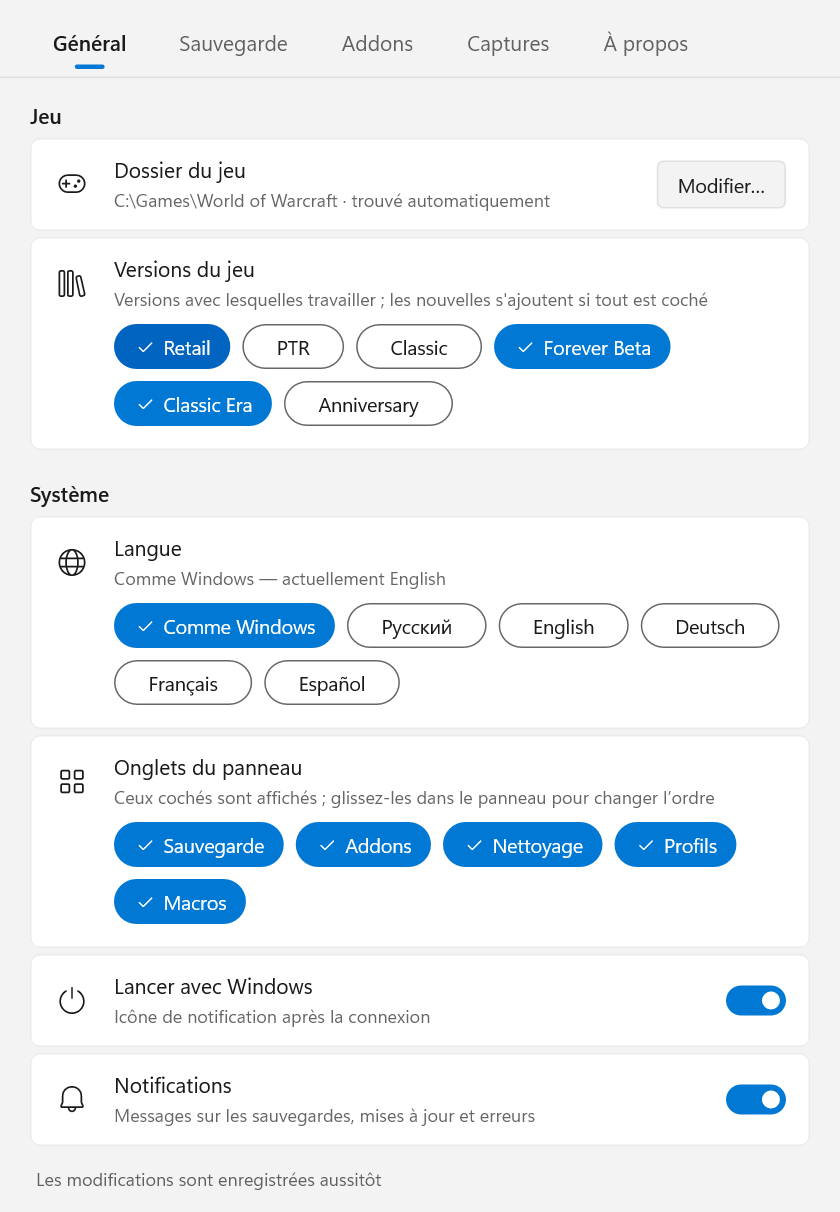 Général Sauvegarde Addons Captures À propos
Jeu
Dossier du jeu
C:\Games\World of Warcraft · trouvé automatiquement
Modifier...
Versions du jeu
Versions avec lesquelles travailler ; les nouvelles s'ajoutent si tout est coché
Retail PTR Classic Forever Beta
Classic Era Anniversary
Système
Langue
Comme Windows — actuellement English
Comme Windows Русский English Deutsch
Français Español
Onglets du panneau
Ceux cochés sont affichés ; glissez-les dans le panneau pour changer l’ordre
Sauvegarde Addons Nettoyage Profils
Macros
Lancer avec Windows
Icône de notification après la connexion
Notifications
Messages sur les sauvegardes, mises à jour et erreurs
Les modifications sont enregistrées aussitôt